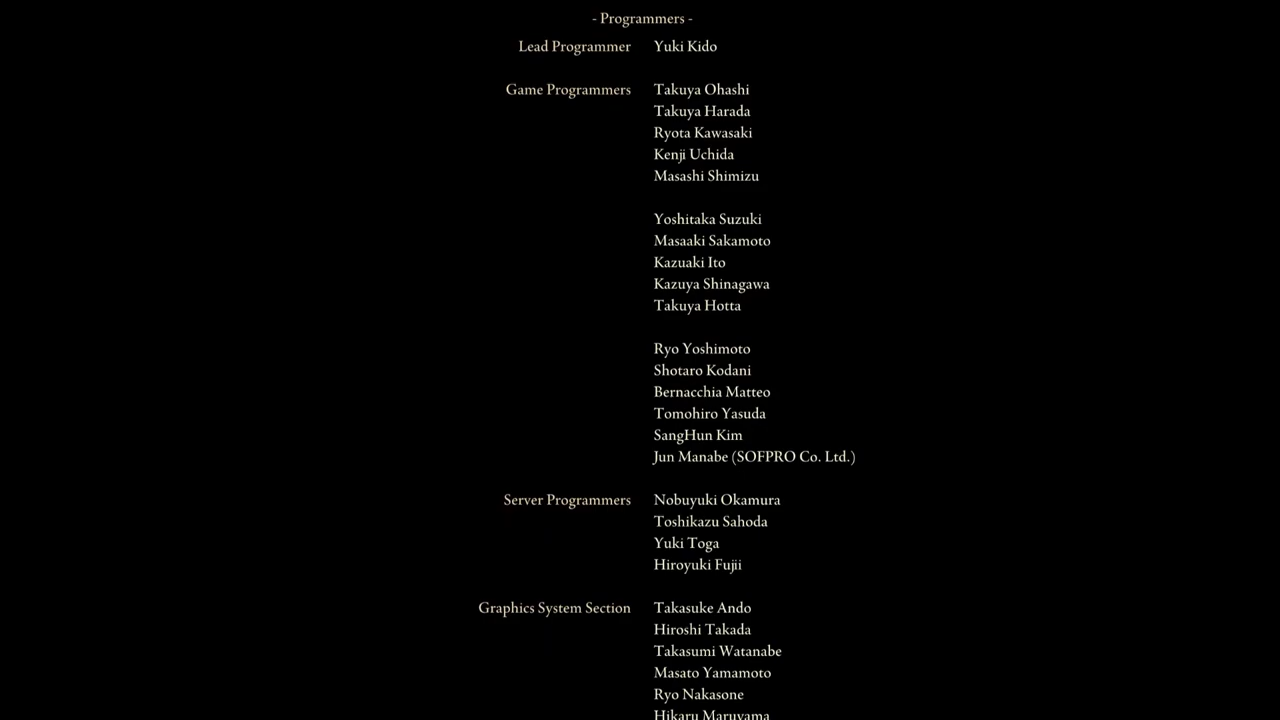 - Programmers -
Lead Programmer Yuki Kido
Game Programmers Takuya Ohashi
Takuya Harada
Ryota Kawasaki
Kenji Uchida
Masashi Shimizu
Yoshitaka Suzuki
Masaaki Sakamoto
Kazuaki Ito
Kazuya Shinagawa
Takuya Hotta
Ryo Yoshimoto
Shotaro Kodani
Bernacchia Matteo
Tomohiro Yasuda
SangHun Kim
Jun Manabe (SOFPRO Co. Ltd.)
Server Programmers Nobuyuki Okamura
Toshikazu Sahoda
Yuki Toga
Hiroyuki Fujii
Graphics System Section Takasuke Ando
Hiroshi Takada
Takasumi Watanabe
Masato Yamamoto
Ryo Nakasone
Hikaru Maruyama